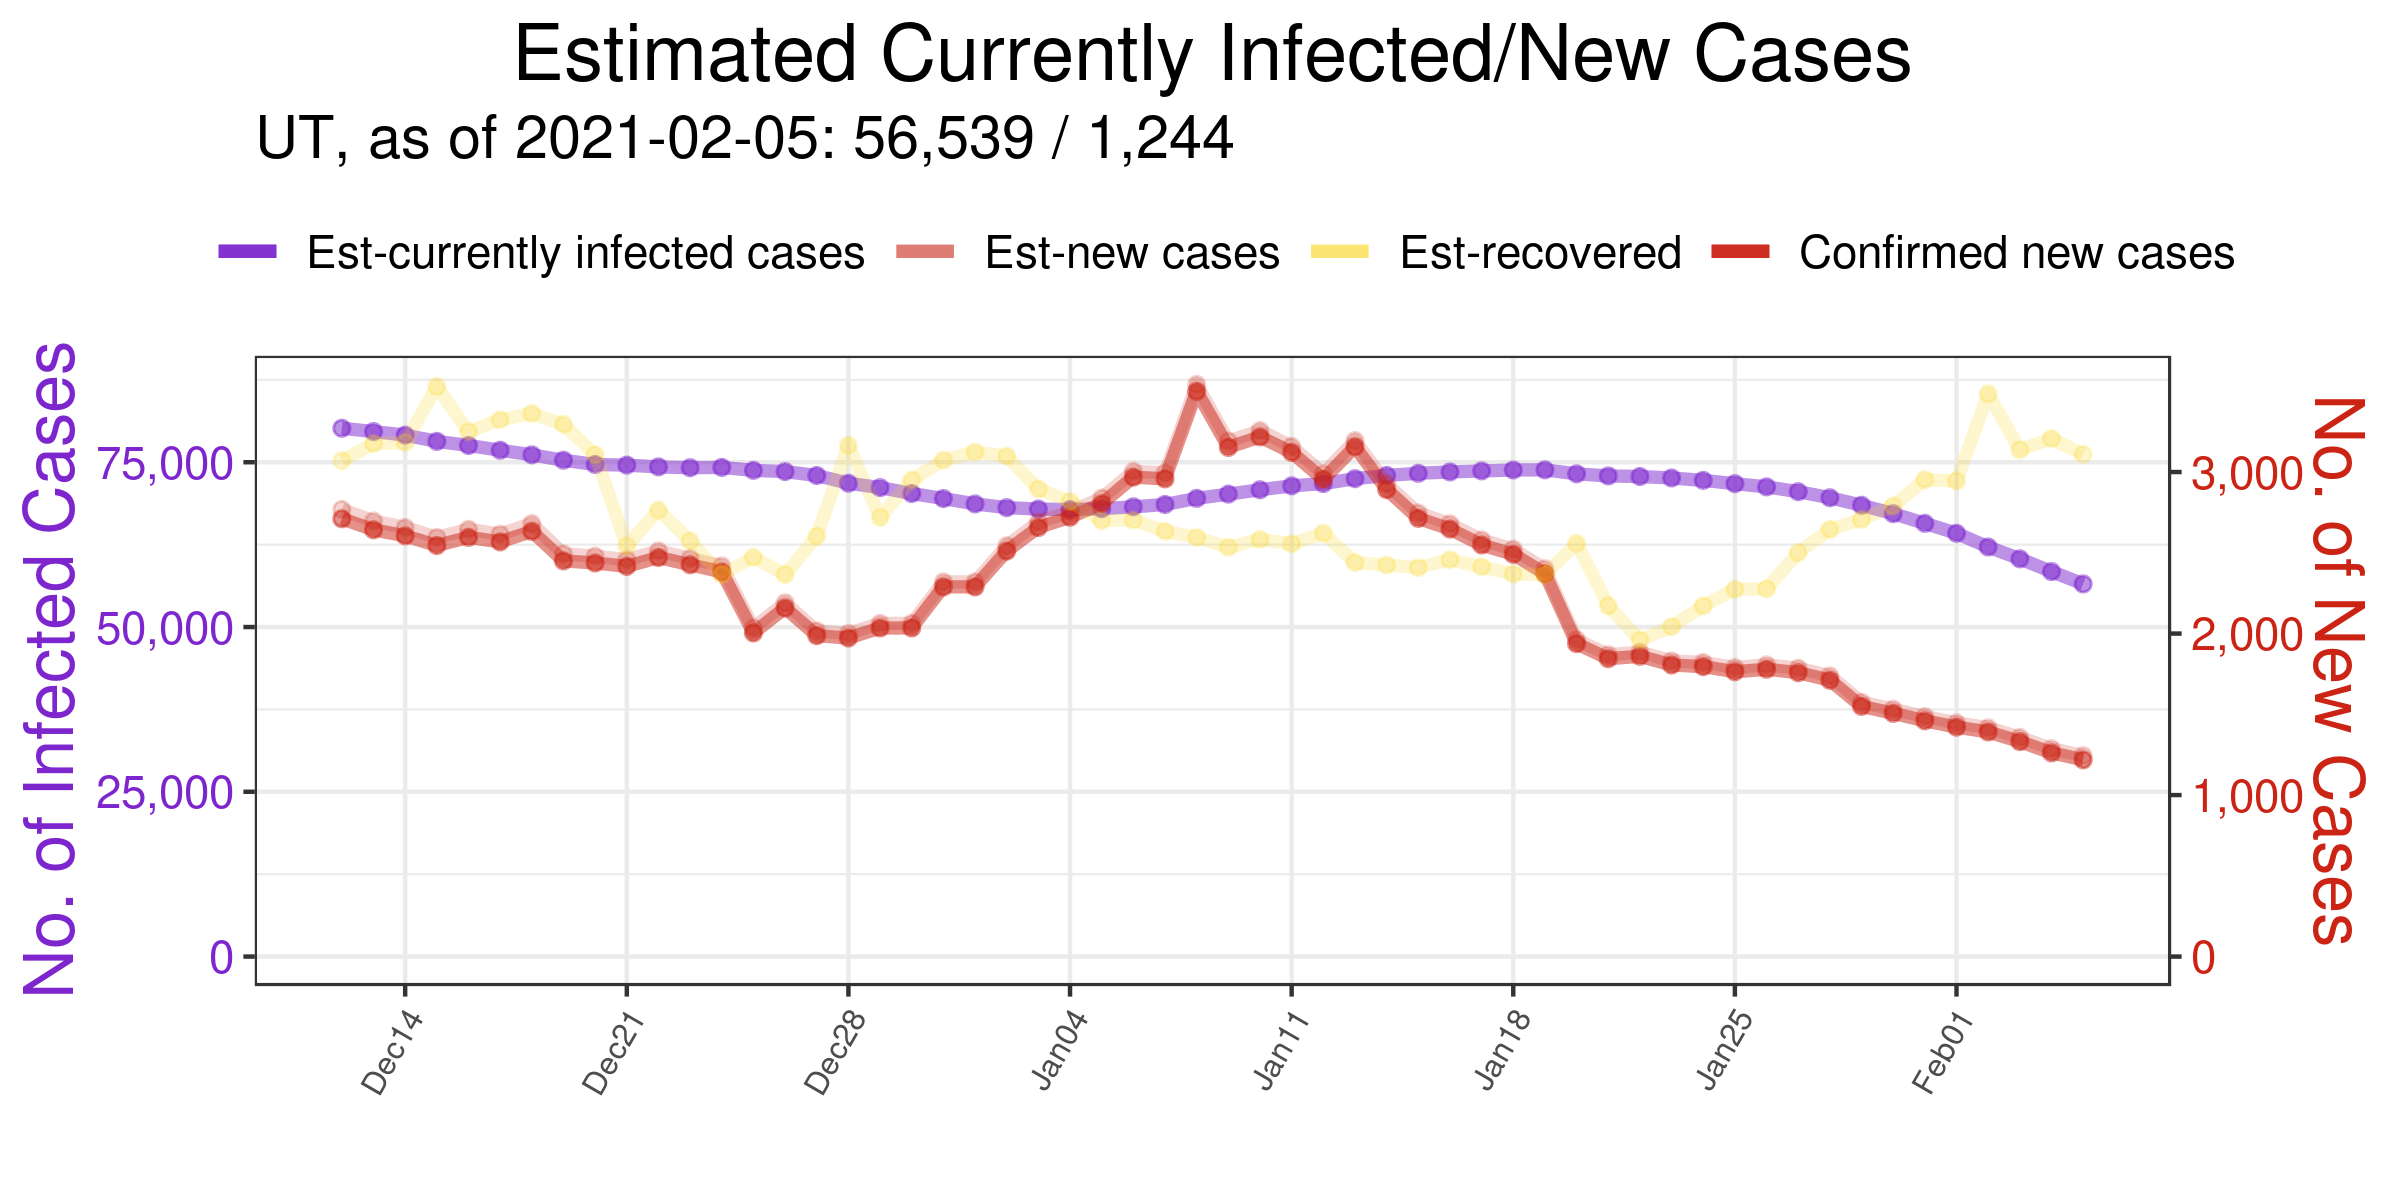 Estimated Currently Infected/New Cases
UT, as of 2021-02-05: 56,539 / 1,244
Est-currently infected cases Est-new cases Est-recovered Confirmed new cases
No. of Infected Cases
75,000
50,000
25,000
0
3,000
2,000
1,000
0
No. of New Cases
Dec14 Dec21 Dec28 Jan04 Jan11 Jan18 Jan25 Feb01